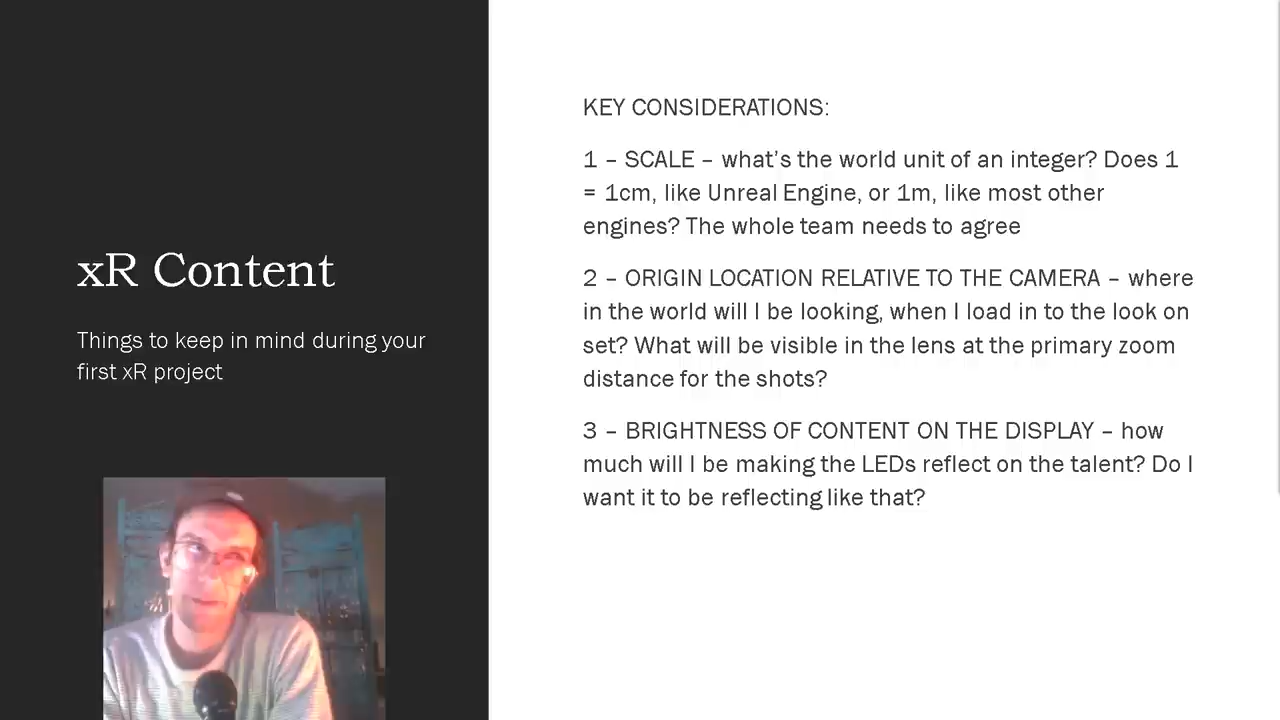 xR Content
Things to keep in mind during your
first xR project
KEY CONSIDERATIONS:
1 – SCALE – what’s the world unit of an integer? Does 1
= 1cm, like Unreal Engine, or 1m, like most other
engines? The whole team needs to agree
2 – ORIGIN LOCATION RELATIVE TO THE CAMERA – where
in the world will I be looking, when I load in to the look on
set? What will be visible in the lens at the primary zoom
distance for the shots?
3 – BRIGHTNESS OF CONTENT ON THE DISPLAY – how
much will I be making the LEDs reflect on the talent? Do I
want it to be reflecting like that?